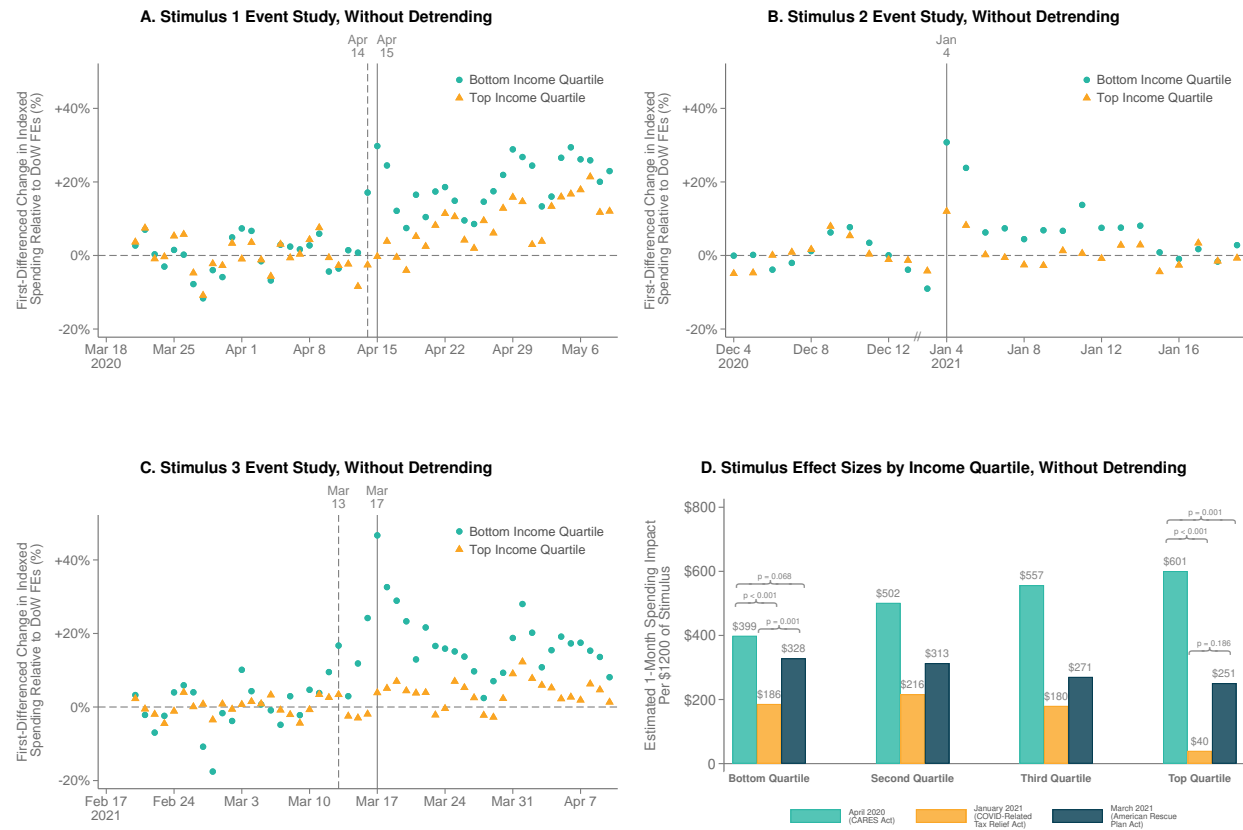 A. Stimulus 1 Event Study, Without Detrending
Apr
14
Apr
15
Bottom Income Quartile
Top Income Quartile
First-Differenced Change in Indexed
Spending Relative to DoW FEs (%)
+40%
+20%
0%
-20%
Mar 18
2020
Mar 25
Apr 1
Apr 8
Apr 15
Apr 22
Apr 29
May 6
B. Stimulus 2 Event Study, Without Detrending
Jan
4
Bottom Income Quartile
Top Income Quartile
First-Differenced Change in Indexed
Spending Relative to DoW FEs (%)
+40%
+20%
0%
-20%
Dec 4
2020
Dec 8
Dec 12
//
Jan 4
2021
Jan 8
Jan 12
Jan 16
C. Stimulus 3 Event Study, Without Detrending
Mar
13
Mar
17
Bottom Income Quartile
Top Income Quartile
First-Differenced Change in Indexed
Spending Relative to DoW FEs (%)
+40%
+20%
0%
-20%
Feb 17
2021
Feb 24
Mar 3
Mar 10
Mar 17
Mar 24
Mar 31
Apr 7
D. Stimulus Effect Sizes by Income Quartile, Without Detrending
Estimated 1-Month Spending Impact
Per $1200 of Stimulus
$800
$600
$400
$200
0
p = 0.068
p < 0.001
p = 0.001
$399
$186
$328
$502
$216
$313
$557
$180
$271
p = 0.001
p < 0.001
$601
p = 0.186
$40
$251
Bottom Quartile
Second Quartile
Third Quartile
Top Quartile
April 2020
(CARES Act)
January 2021
(COVID-Related
Tax Relief Act)
March 2021
(American Rescue
Plan Act)